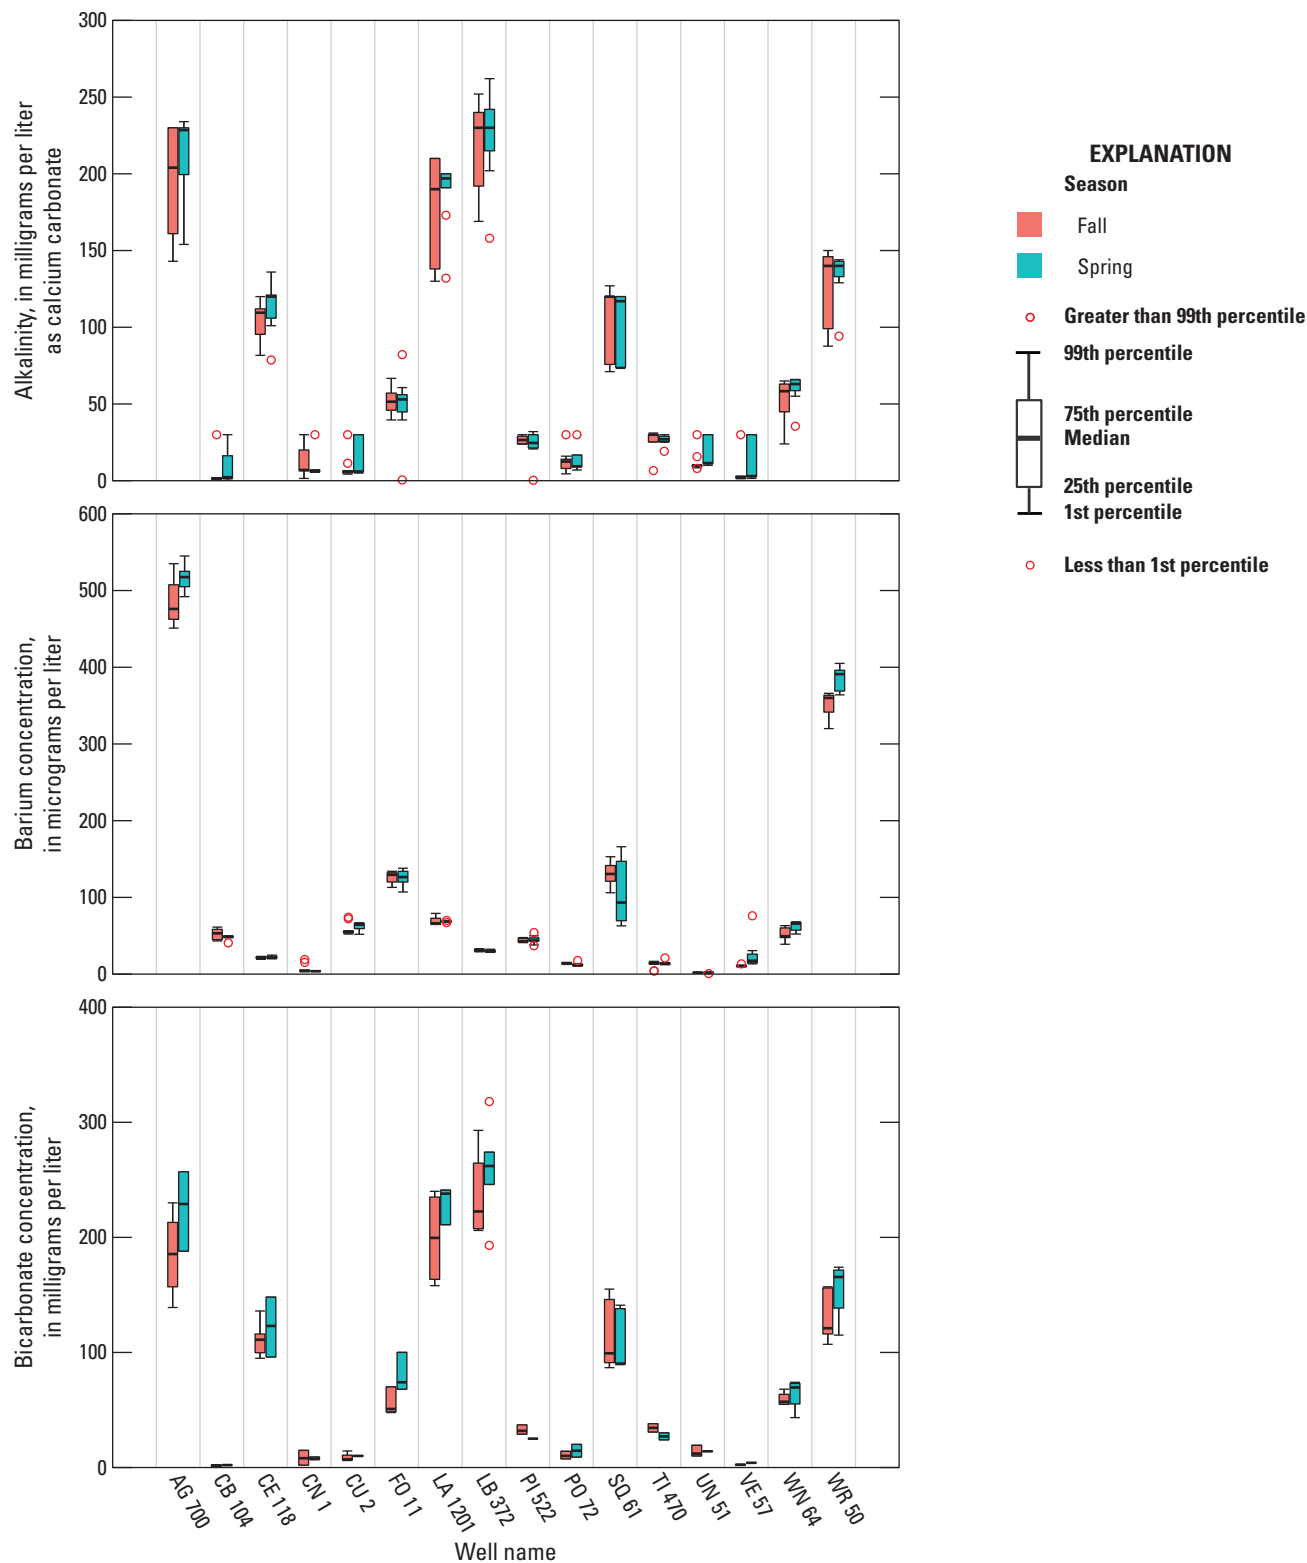 300
250
200
150
100
50
0
Alkalinity, in milligrams per liter
as calcium carbonate
600
500
400
300
200
100
0
Barium concentration,
in micrograms per liter
400
300
200
100
0
Bicarbonate concentration,
in milligrams per liter
AG 700
CB 104
CE 118
CN 1
CU 2
FO 11
LA 1201
LB 372
PI 522
PO 72
SQ 61
TI 470
UN 51
VE 57
WN 64
WR 50
Well name
EXPLANATION
Season
Fall
Spring
Greater than 99th percentile
99th percentile
75th percentile
Median
25th percentile
1st percentile
Less than 1st percentile